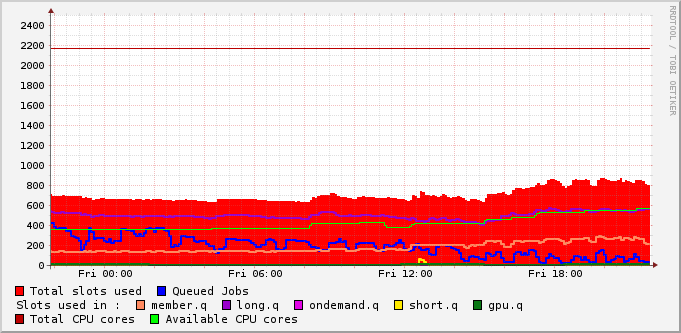 RRDTOOL / TOBI OETIKER
2400
2200
2000
1800
1600
1400
1200
1000
800
600
400
200
0
Fri 00:00 Fri 06:00 Fri 12:00 Fri 18:00
Total slots used Queued Jobs
Slots used in : member.q long.q ondemand.q short.q gpu.q
Total CPU cores Available CPU cores